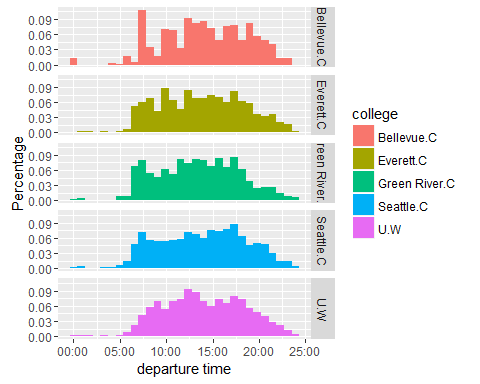 Percentage
0.09
0.06
0.03
0.00
Bellevue.C
0.09
0.06
0.03
0.00
Everett.C
0.09
0.06
0.03
0.00
reen River.
0.09
0.06
0.03
0.00
Seattle.C
0.09
0.06
0.03
0.00
U.W
00:00 05:00 10:00 15:00 20:00 25:00
departure time
college
Bellevue.C
Everett.C
Green River.C
Seattle.C
U.W